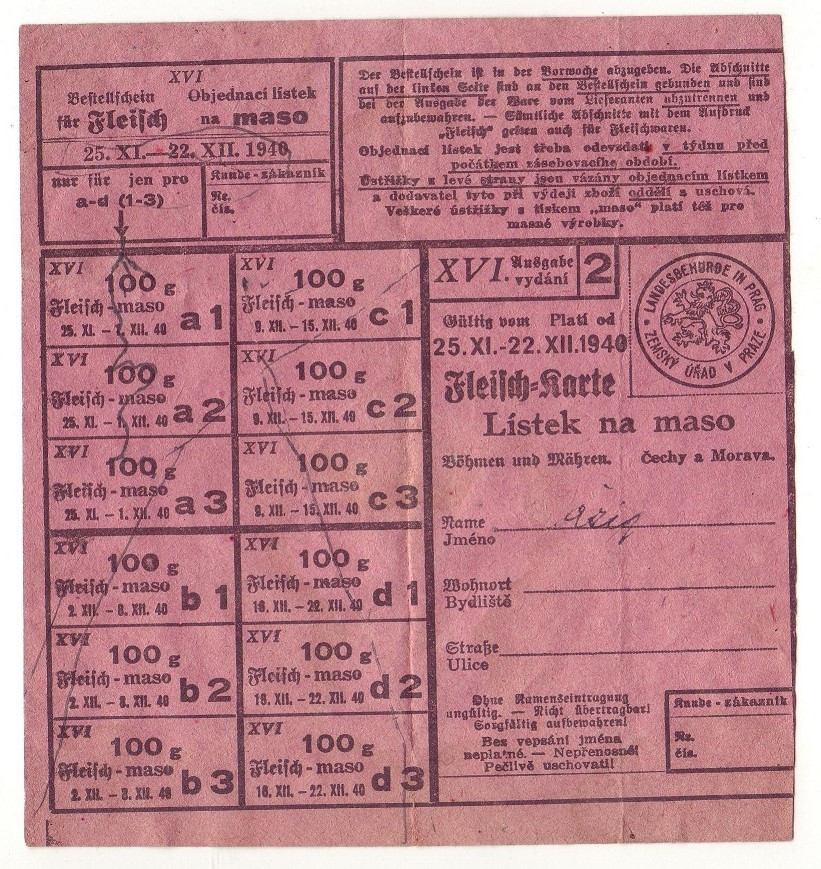 XVI
Bestellschein Objednací lístek
für Fleisch na maso
25. XI.—22. XII. 1940
nur für jen pro
a-d (1-3)
Kunde - zákazník
Nr.
čís.
Der Bestellschein ist in der Vorwoche abzugeben. Die Abschnitte
auf der linken Seite sind an den Bestellschein gebunden und sind
bei der Ausgabe der Ware vom Lieferanten abzutrennen und
aufzubewahren. — Sämtliche Abschnitte mit dem Aufdruck
„Fleisch" gelten auch für Fleischwaren.
Objednací lístek jest třeba odevzdati v týdnu před
počátkem zásobovacího období.
Ústřižky z levé strany jsou vázány objednacím lístkem
a dodavatel tyto při výdeji zboží oddělí a uschová.
Veškeré ústřižky s tiskem „maso" platí též pro
masné výrobky.
XVI
100 g
Fleisch - maso
25. XI. – 1. XII. 40 a 1
XVI
100 g
Fleisch - maso
9. XII. – 15. XII. 40 c 1
XVI
100 g
Fleisch - maso
25. XI. – 1. XII. 40 a 2
XVI
100 g
Fleisch - maso
9. XII. – 15. XII. 40 c 2
XVI
100 g
Fleisch - maso
25. XI. – 1. XII. 40 a 3
XVI
100 g
Fleisch - maso
9. XII. – 15. XII. 40 c 3
XVI
100 g
Fleisch - maso
2. XII. – 8. XII. 40 b 1
XVI
100 g
Fleisch - maso
16. XII. – 22. XII. 40 d 1
XVI
100 g
Fleisch - maso
2. XII. – 8. XII. 40 b 2
XVI
100 g
Fleisch - maso
16. XII. – 22. XII. 40 d 2
XVI
100 g
Fleisch - maso
2. XII. – 8. XII. 40 b 3
XVI
100 g
Fleisch - maso
16. XII. – 22. XII. 40 d 3
XVI. Ausgabe vydání 2
LANDESBEHÖRDE IN PRAG
ZEMSKÝ ÚŘAD V PRAZE
Gültig vom Platí od
25. XI.-22. XII. 1940
Fleisch-Karte
Lístek na maso
Böhmen und Mähren. Čechy a Morava.
Name
Jméno
Wohnort
Bydliště
Straße
Ulice
Ohne Namenseintragung
ungültig. — Nicht übertragbar!
Sorgfältig aufbewahren!
Bez vepsání jména
neplatné. — Nepřenosné!
Pečlivě uschovati!
Kunde - zákazník
Nr.
čís.